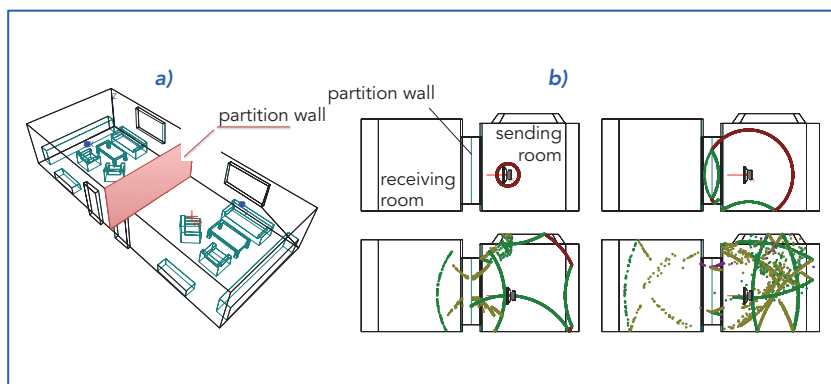 a)
partition wall
b)
partition wall
sending
room
receiving
room